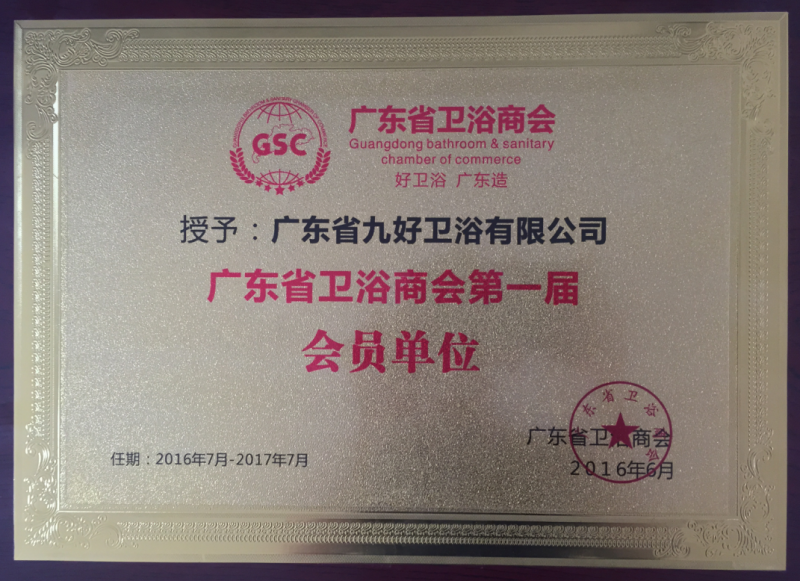 GSC
广东省卫浴商会
Guangdong bathroom & sanitary
chamber of commerce
好卫浴 广东造
授予：广东省九好卫浴有限公司
广东省卫浴商会第一届
会员单位
广东省卫浴商会
任期：2016年7月-2017年7月
2016年6月